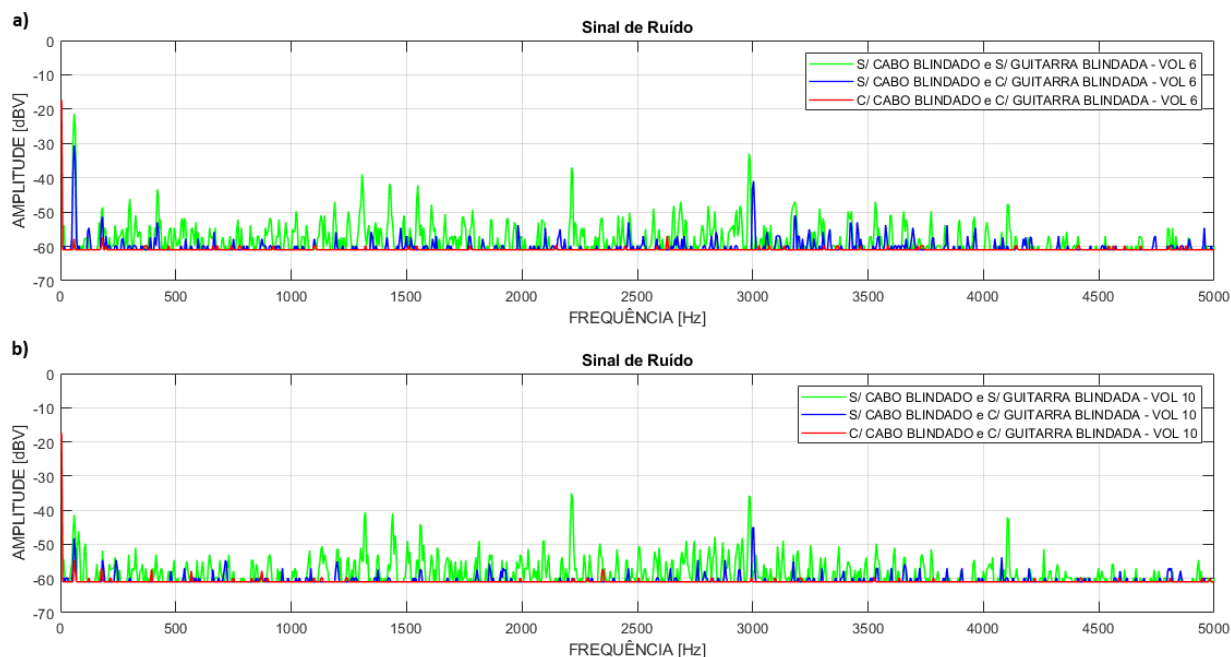 a)
Sinal de Ruído
0
-10
-20
-30
-40
-50
-60
-70
AMPLITUDE [dBV]
S/ CABO BLINDADO e S/ GUITARRA BLINDADA - VOL 6
S/ CABO BLINDADO e C/ GUITARRA BLINDADA - VOL 6
C/ CABO BLINDADO e C/ GUITARRA BLINDADA - VOL 6
0 500 1000 1500 2000 2500 3000 3500 4000 4500 5000
FREQUÊNCIA [Hz]
b)
Sinal de Ruído
0
-10
-20
-30
-40
-50
-60
-70
AMPLITUDE [dBV]
S/ CABO BLINDADO e S/ GUITARRA BLINDADA - VOL 10
S/ CABO BLINDADO e C/ GUITARRA BLINDADA - VOL 10
C/ CABO BLINDADO e C/ GUITARRA BLINDADA - VOL 10
0 500 1000 1500 2000 2500 3000 3500 4000 4500 5000
FREQUÊNCIA [Hz]